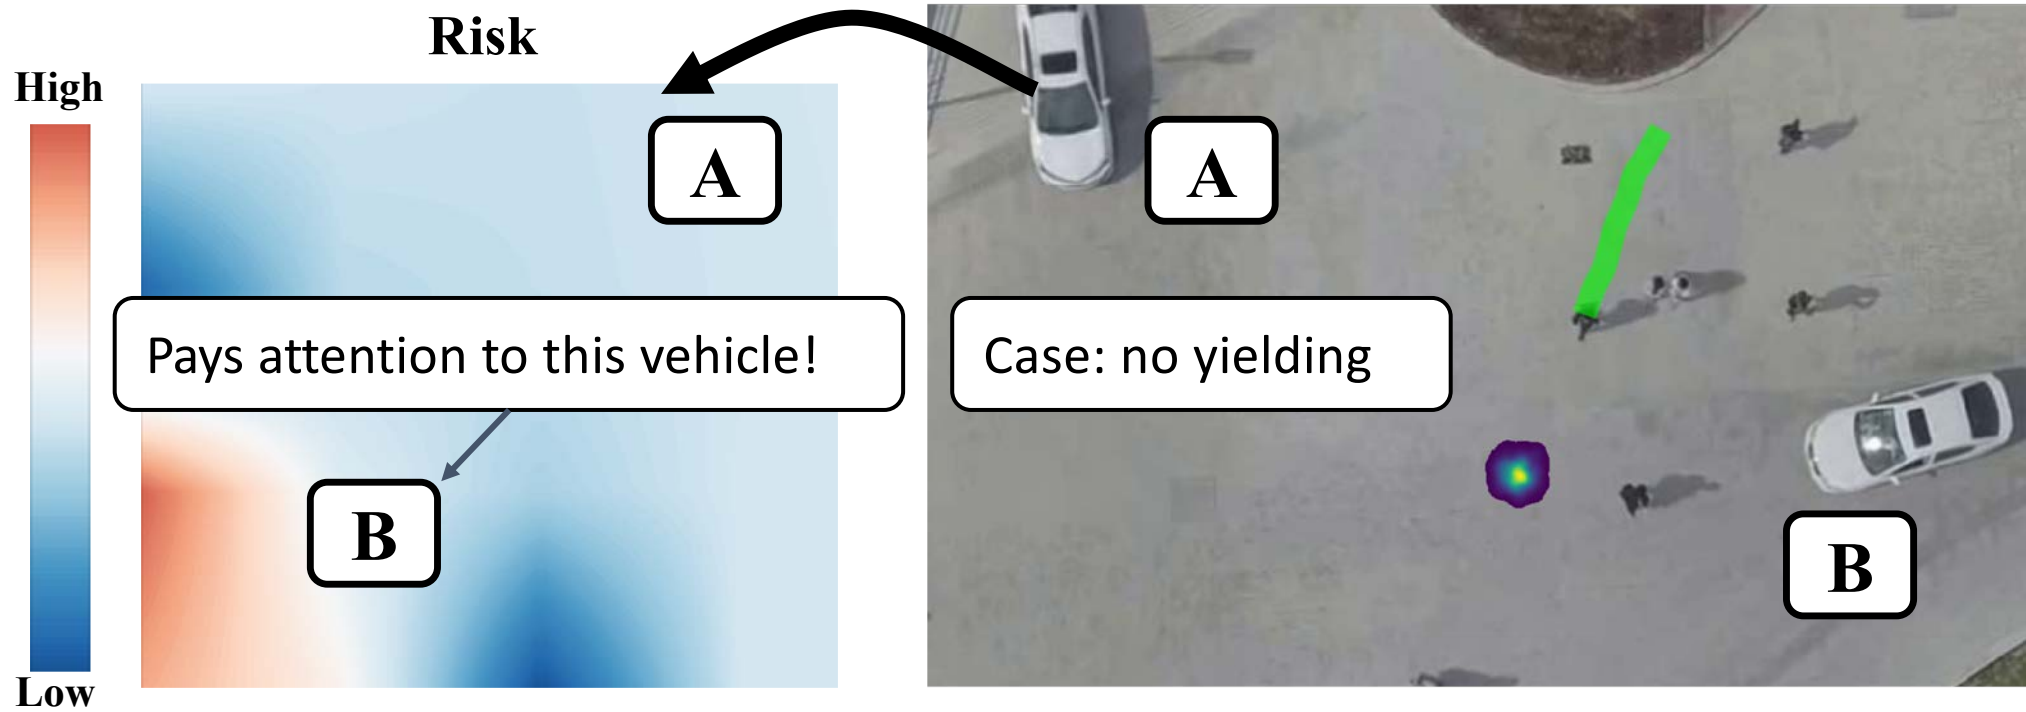 Risk
High
A
A
Pays attention to this vehicle!
Case: no yielding
B
B
Low